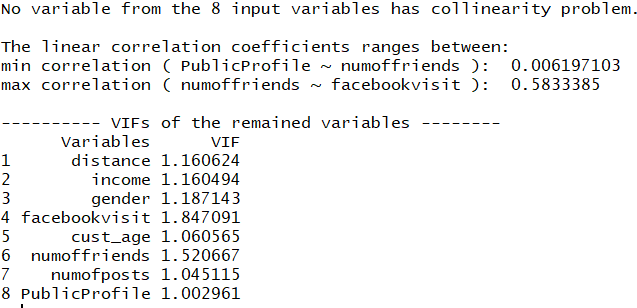 No variable from the 8 input variables has collinearity problem.
The linear correlation coefficients ranges between:
min correlation ( PublicProfile ~ numoffriends ):  0.006197103
max correlation ( numoffriends ~ facebookvisit ):  0.5833385
---------- VIFs of the remained variables --------
Variables      VIF
1      distance 1.160624
2        income 1.160494
3        gender 1.187143
4 facebookvisit 1.847091
5      cust_age 1.060565
6  numoffriends 1.520667
7    numofposts 1.045115
8 PublicProfile 1.002961